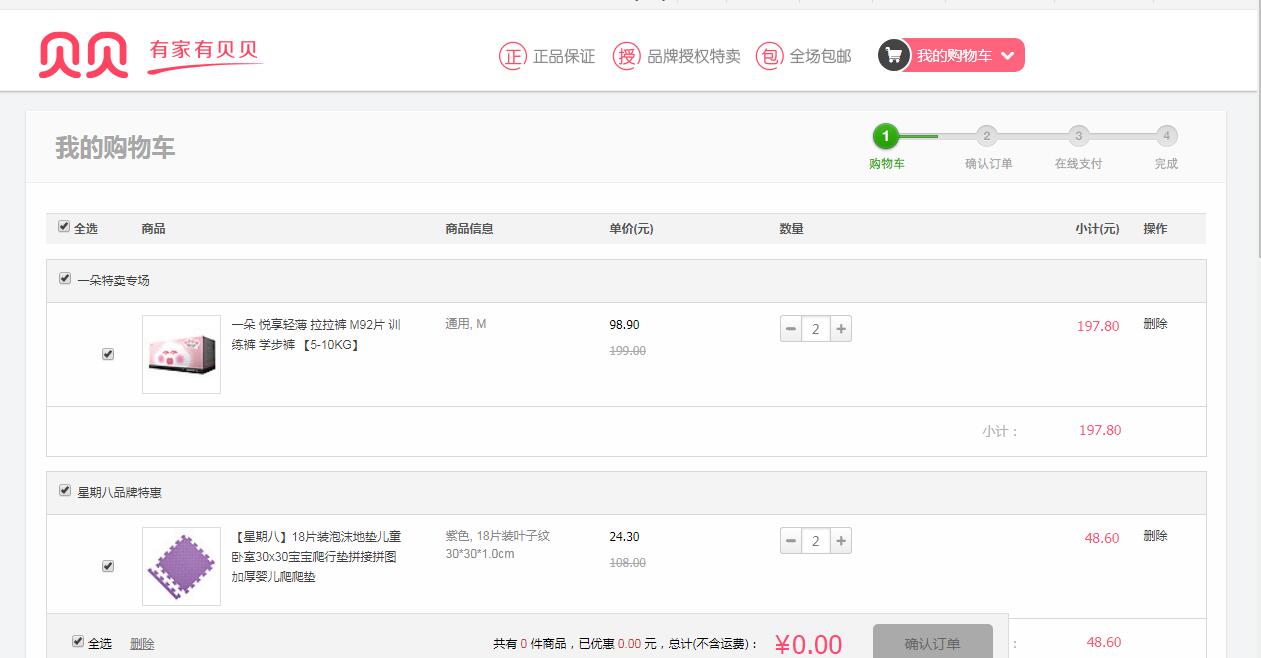 贝贝 有家有贝贝
正 正品保证 授 品牌授权特卖 包 全场包邮 我的购物车
我的购物车
1 2 3 4
购物车 确认订单 在线支付 完成
全选 商品 商品信息 单价(元) 数量 小计(元) 操作
一朵特卖专场
一朵 悦享轻薄 拉拉裤 M92片 训 通用, M 98.90 2 197.80 删除
练裤 学步裤 【5-10KG】 199.00
小计: 197.80
星期八品牌特惠
【星期八】18片装泡沫地垫儿童 紫色, 18片装叶子纹 24.30 2 48.60 删除
卧室30x30宝宝爬行垫拼接拼图 30*30*1.0cm 108.00
加厚婴儿爬爬垫
全选 删除 共有 0 件商品，已优惠 0.00 元，总计(不含运费)： ¥0.00 确认订单 : 48.60